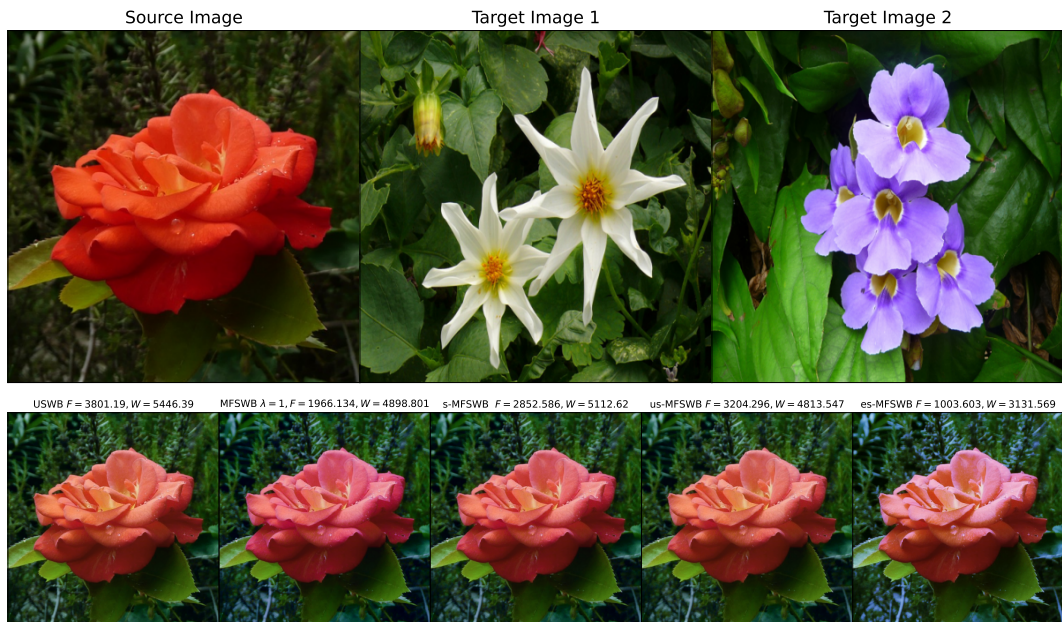 Source Image
Target Image 1
Target Image 2
USWB F = 3801.19, W = 5446.39
MFSWB λ = 1, F = 1966.134, W = 4898.801
s-MFSWB F = 2852.586, W = 5112.62
us-MFSWB F = 3204.296, W = 4813.547
es-MFSWB F = 1003.603, W = 3131.569